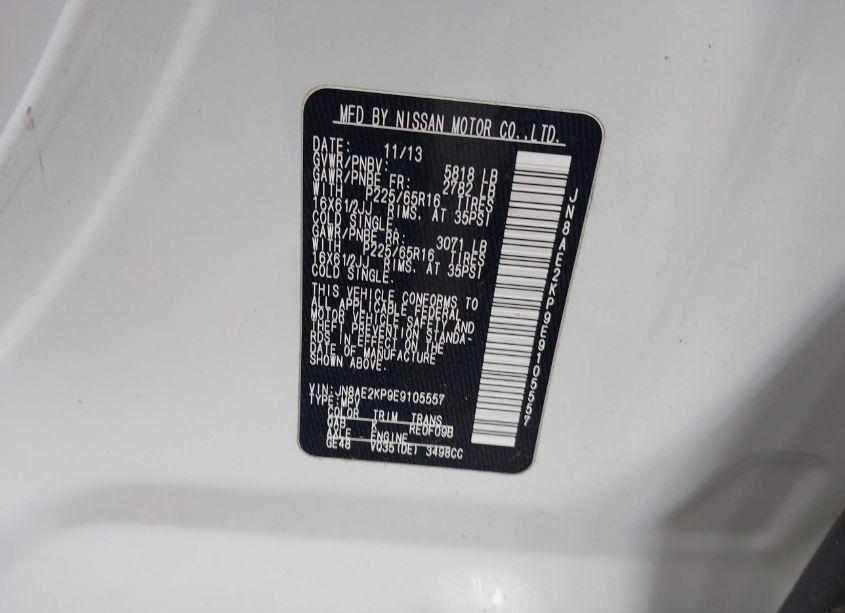 MFD BY NISSAN MOTOR CO.,LTD.
DATE: 11/13
GVWR/PNBV: 5818 LB
GAWR/PNBE FR: 2782 LB
WITH P225/65R16 TIRES
16X61/2JJ RIMS, AT 35PSI
COLD SINGLE.
GAWR/PNBE RR: 3071 LB
WITH P225/65R16 TIRES
16X61/2JJ RIMS, AT 35PSI
COLD SINGLE.
THIS VEHICLE CONFORMS TO
ALL APPLICABLE FEDERAL
MOTOR VEHICLE SAFETY AND
THEFT PREVENTION STANDA-
RDS IN EFFECT ON THE
DATE OF MANUFACTURE
SHOWN ABOVE.
VIN:JN8AE2KP9E9105557
TYPE:MPV
COLOR TRIM TRANS
QAB K RE0F09B
AXLE ENGINE
GE48 VQ35(DE) 3498CC
JN8AE2KP9E9105557